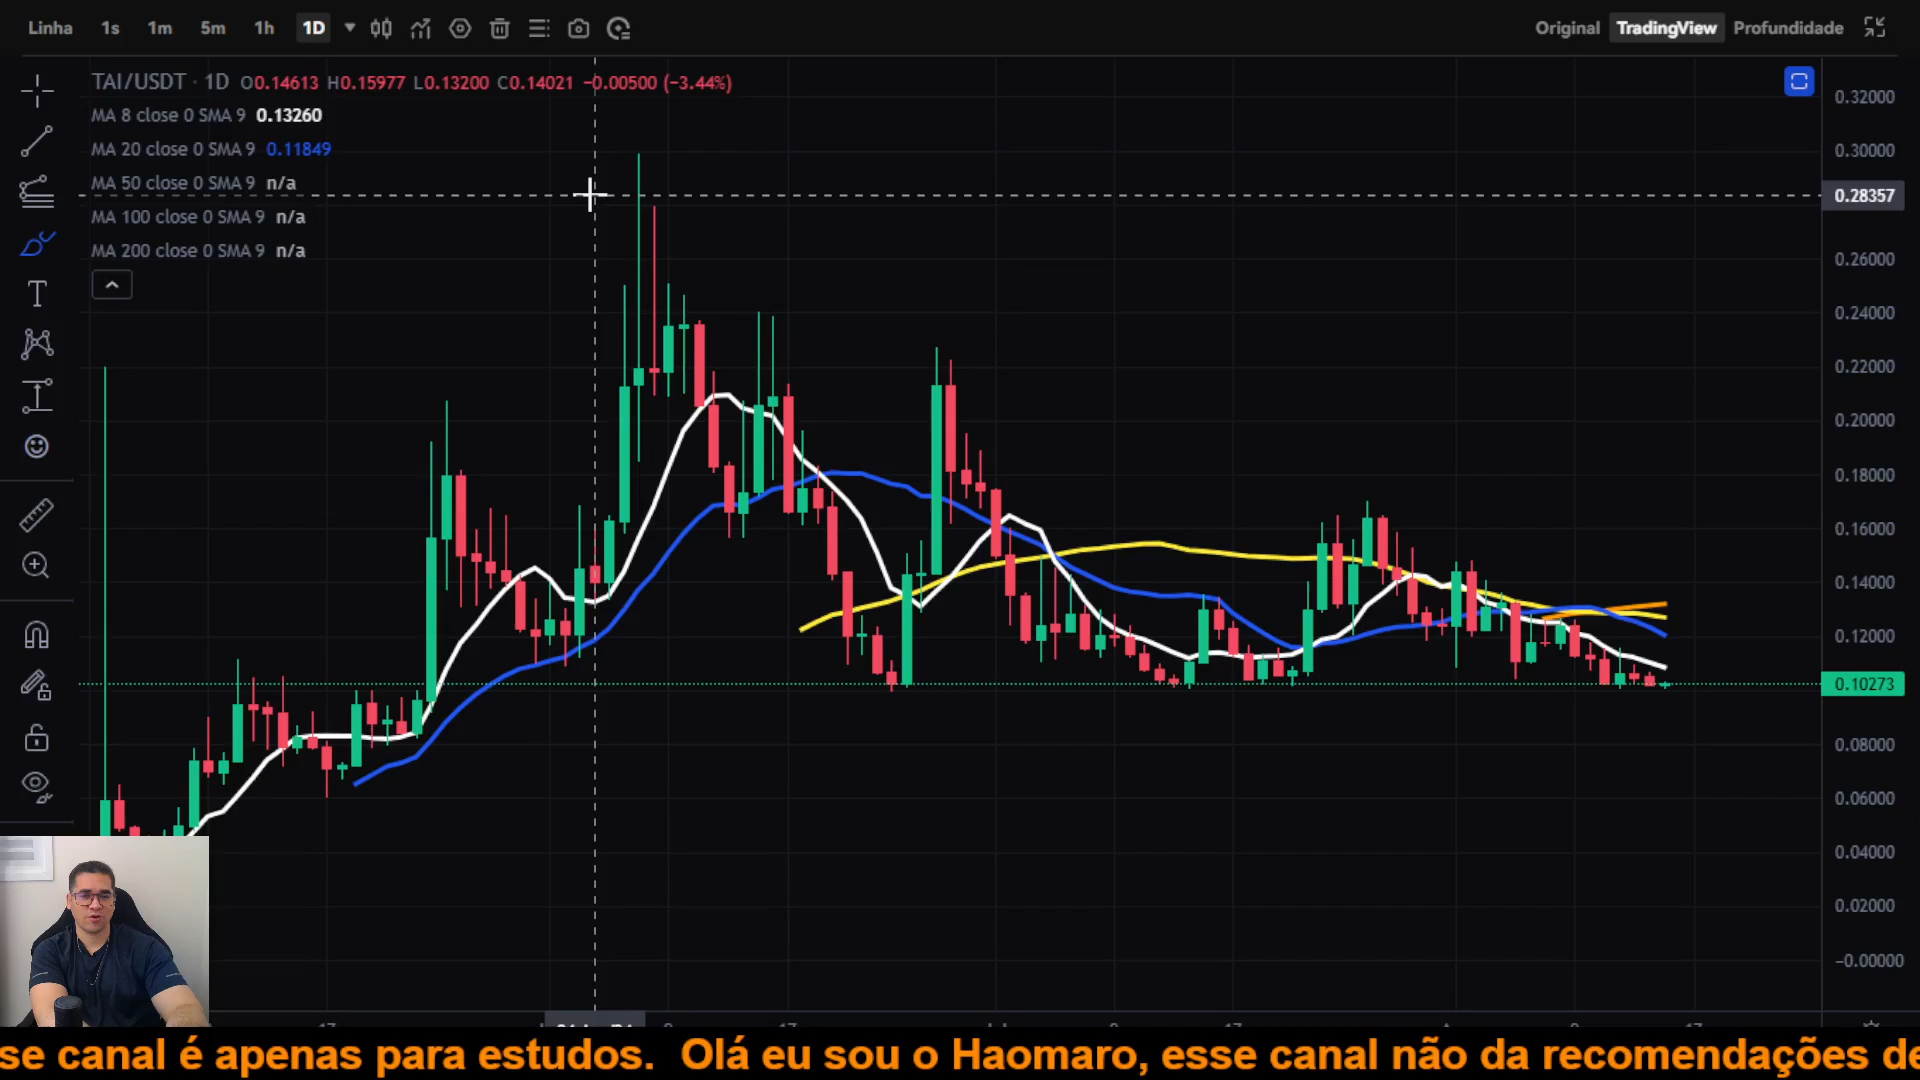 Linha 1s 1m 5m 1h 1D Original TradingView Profundidade
TAI/USDT · 1D O0.14613 H0.15977 L0.13200 C0.14021 −0.00500 (−3.44%)
MA 8 close 0 SMA 9 0.13260
MA 20 close 0 SMA 9 0.11849
MA 50 close 0 SMA 9 n/a
MA 100 close 0 SMA 9 n/a
MA 200 close 0 SMA 9 n/a
0.32000
0.30000
0.28357
0.26000
0.24000
0.22000
0.20000
0.18000
0.16000
0.14000
0.12000
0.10273
0.08000
0.06000
0.04000
0.02000
−0.00000
se canal é apenas para estudos. Olá eu sou o Haomaro, esse canal não da recomendações de